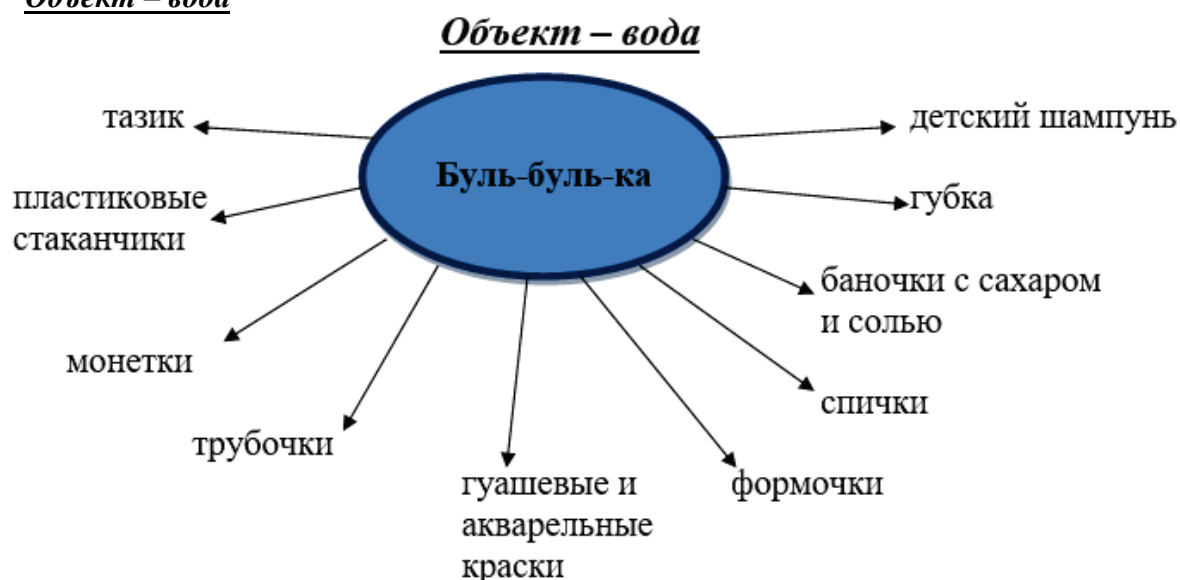 Объект – вода
Объект – вода
тазик
детский шампунь
Буль-буль-ка
пластиковые
стаканчики
губка
баночки с сахаром
и солью
монетки
спички
трубочки
гуашевые и
акварельные
краски
формочки